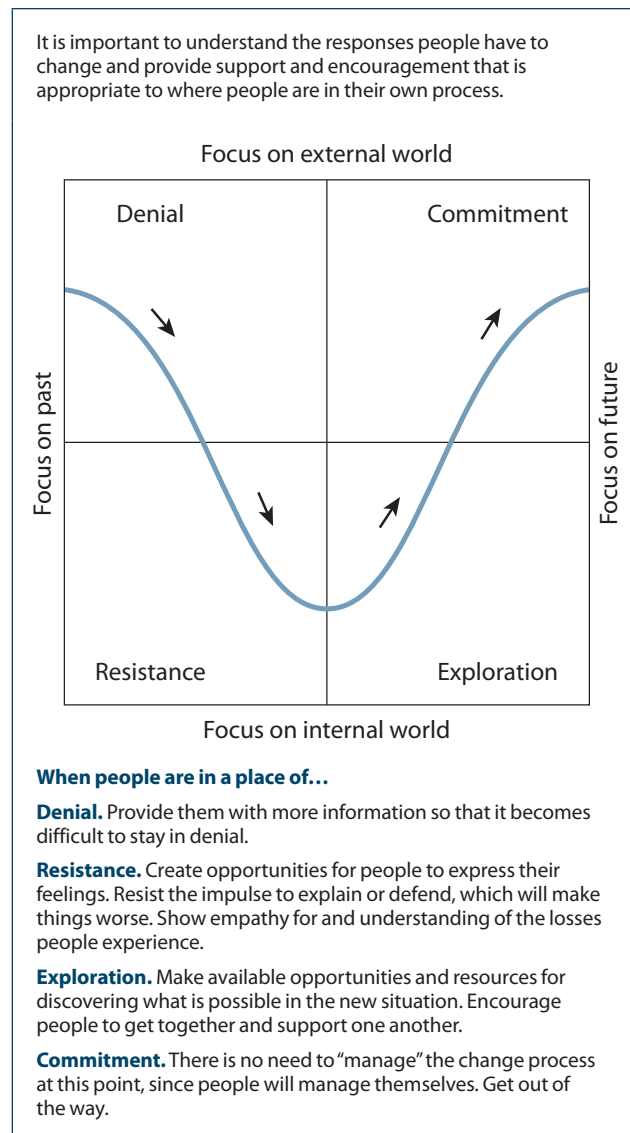 It is important to understand the responses people have to
change and provide support and encouragement that is
appropriate to where people are in their own process.
Focus on external world
Denial
Commitment
Focus on past
Focus on future
Resistance
Exploration
Focus on internal world
When people are in a place of…
Denial. Provide them with more information so that it becomes
difficult to stay in denial.
Resistance. Create opportunities for people to express their
feelings. Resist the impulse to explain or defend, which will make
things worse. Show empathy for and understanding of the losses
people experience.
Exploration. Make available opportunities and resources for
discovering what is possible in the new situation. Encourage
people to get together and support one another.
Commitment. There is no need to “manage” the change process
at this point, since people will manage themselves. Get out of
the way.